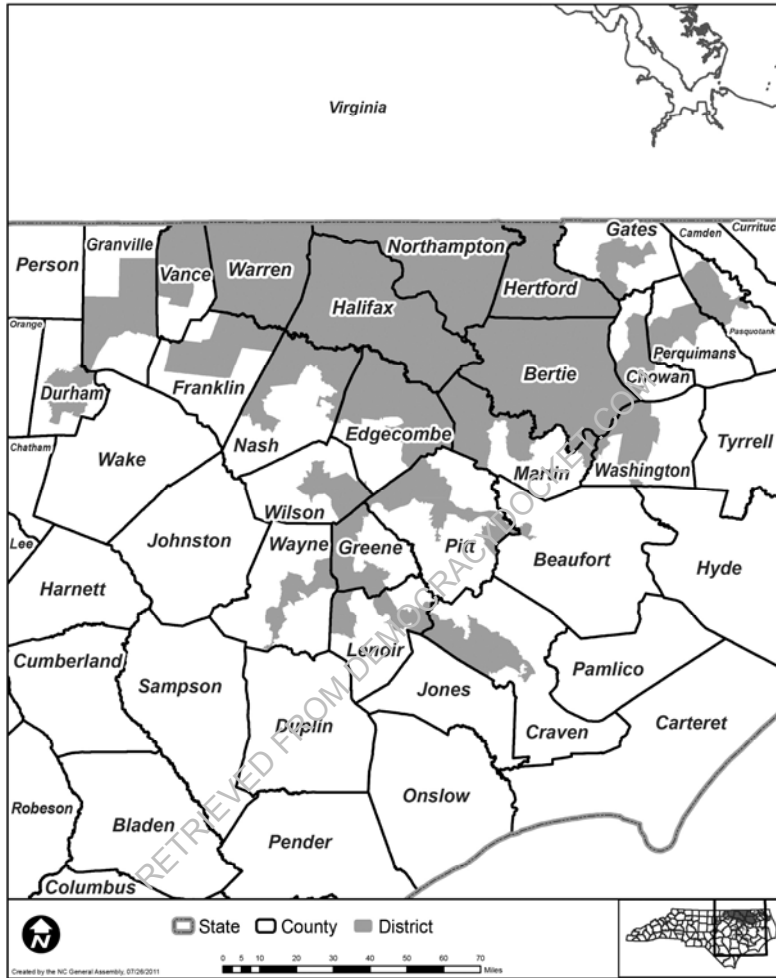 Virginia
Gates
Camden
Currituc
Granville
Northampton
Person
Vance
Warren
Hertford
Halifax
Orange
Pasquotank
Perquimans
Bertie
Chowan
Durham
Franklin
Edgecombe
Nash
Chatham
Martin
Washington
Tyrrell
Wake
Wilson
Johnston
Wayne
Greene
Pitt
Lee
Beaufort
Hyde
Harnett
Lenoir
Cumberland
Pamlico
Sampson
Jones
Duplin
Craven
Carteret
Robeson
Onslow
Bladen
Pender
Columbus
RETRIEVED FROM DEMOCRACYDOCKET.COM
N
State County District
0 5 10 20 30 40 50 60 70
Miles
Created by the NC General Assembly, 07/26/2011